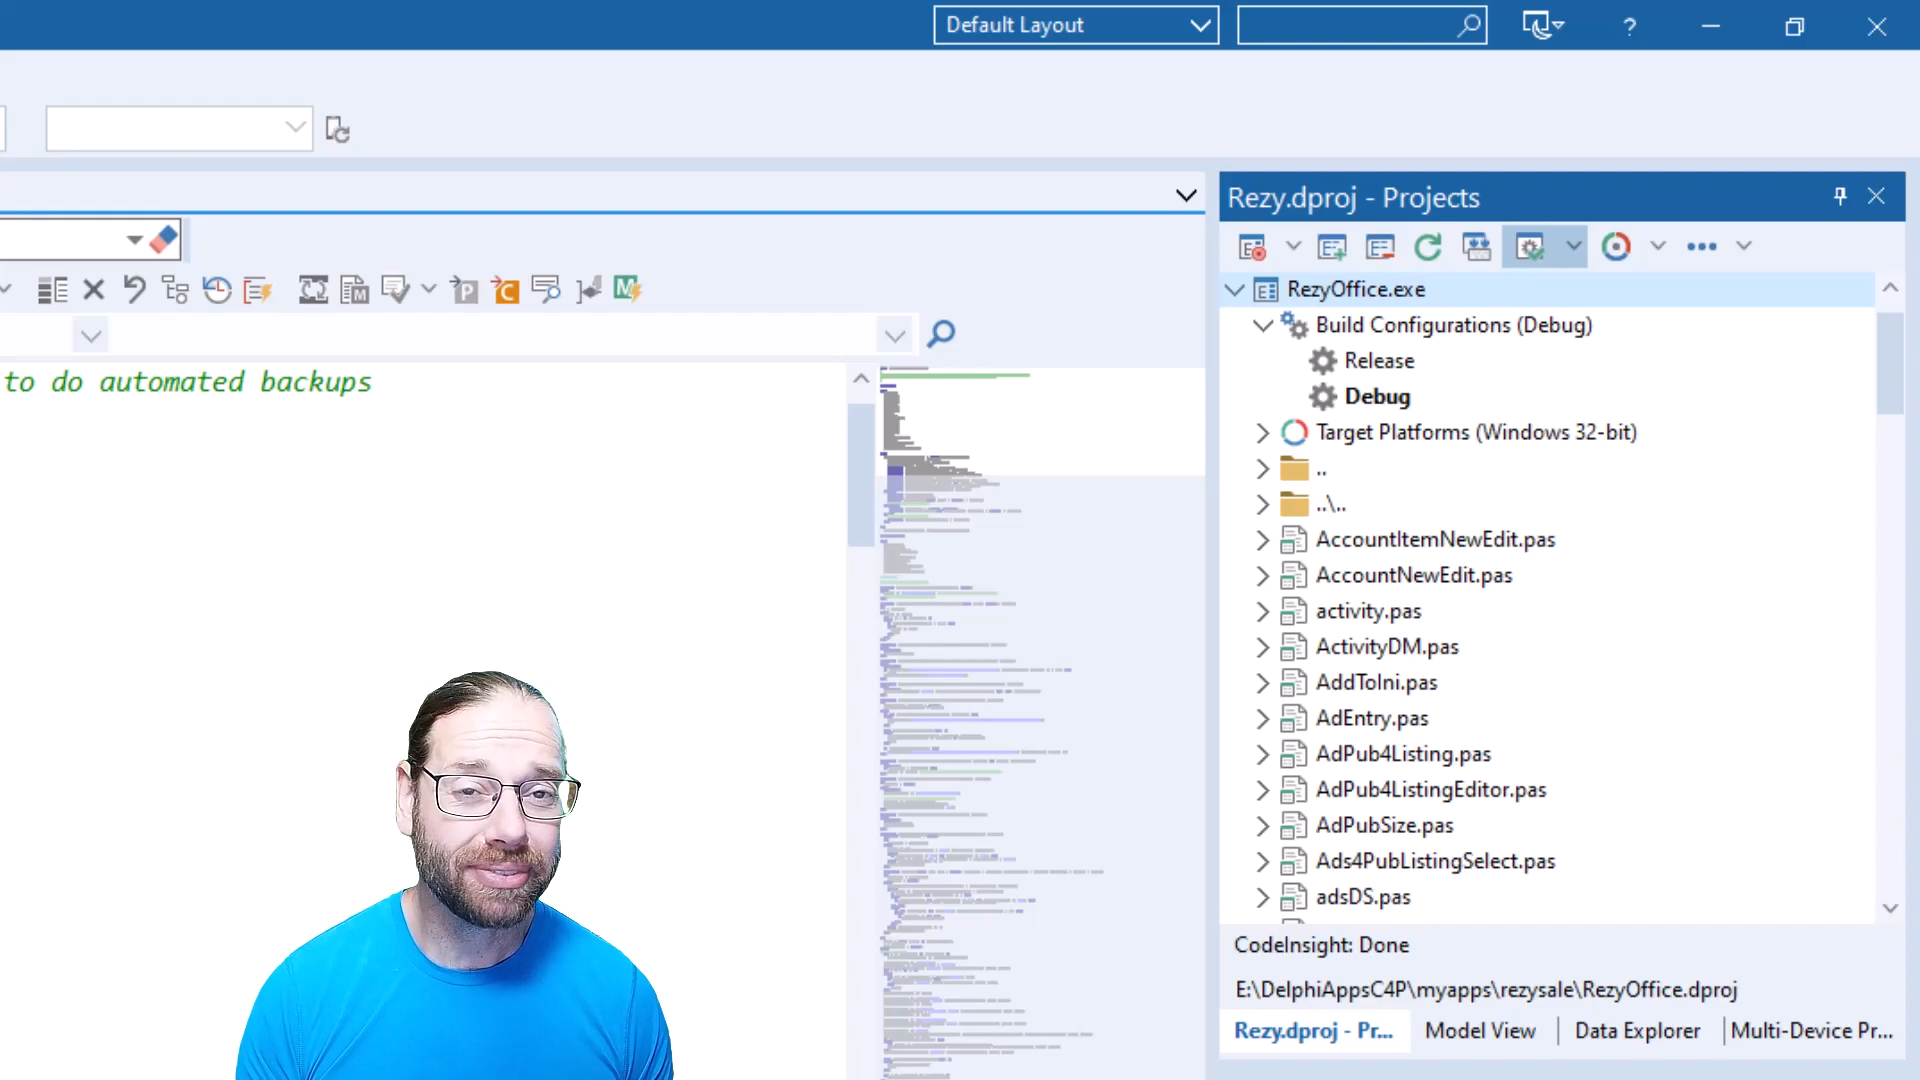 Default Layout
?
Rezy.dproj - Projects
to do automated backups
RezyOffice.exe
Build Configurations (Debug)
Release
Debug
Target Platforms (Windows 32-bit)
..
..\..
AccountItemNewEdit.pas
AccountNewEdit.pas
activity.pas
ActivityDM.pas
AddToIni.pas
AdEntry.pas
AdPub4Listing.pas
AdPub4ListingEditor.pas
AdPubSize.pas
Ads4PubListingSelect.pas
adsDS.pas
CodeInsight: Done
E:\DelphiAppsC4P\myapps\rezysale\RezyOffice.dproj
Rezy.dproj - Pr... Model View Data Explorer Multi-Device Pr...